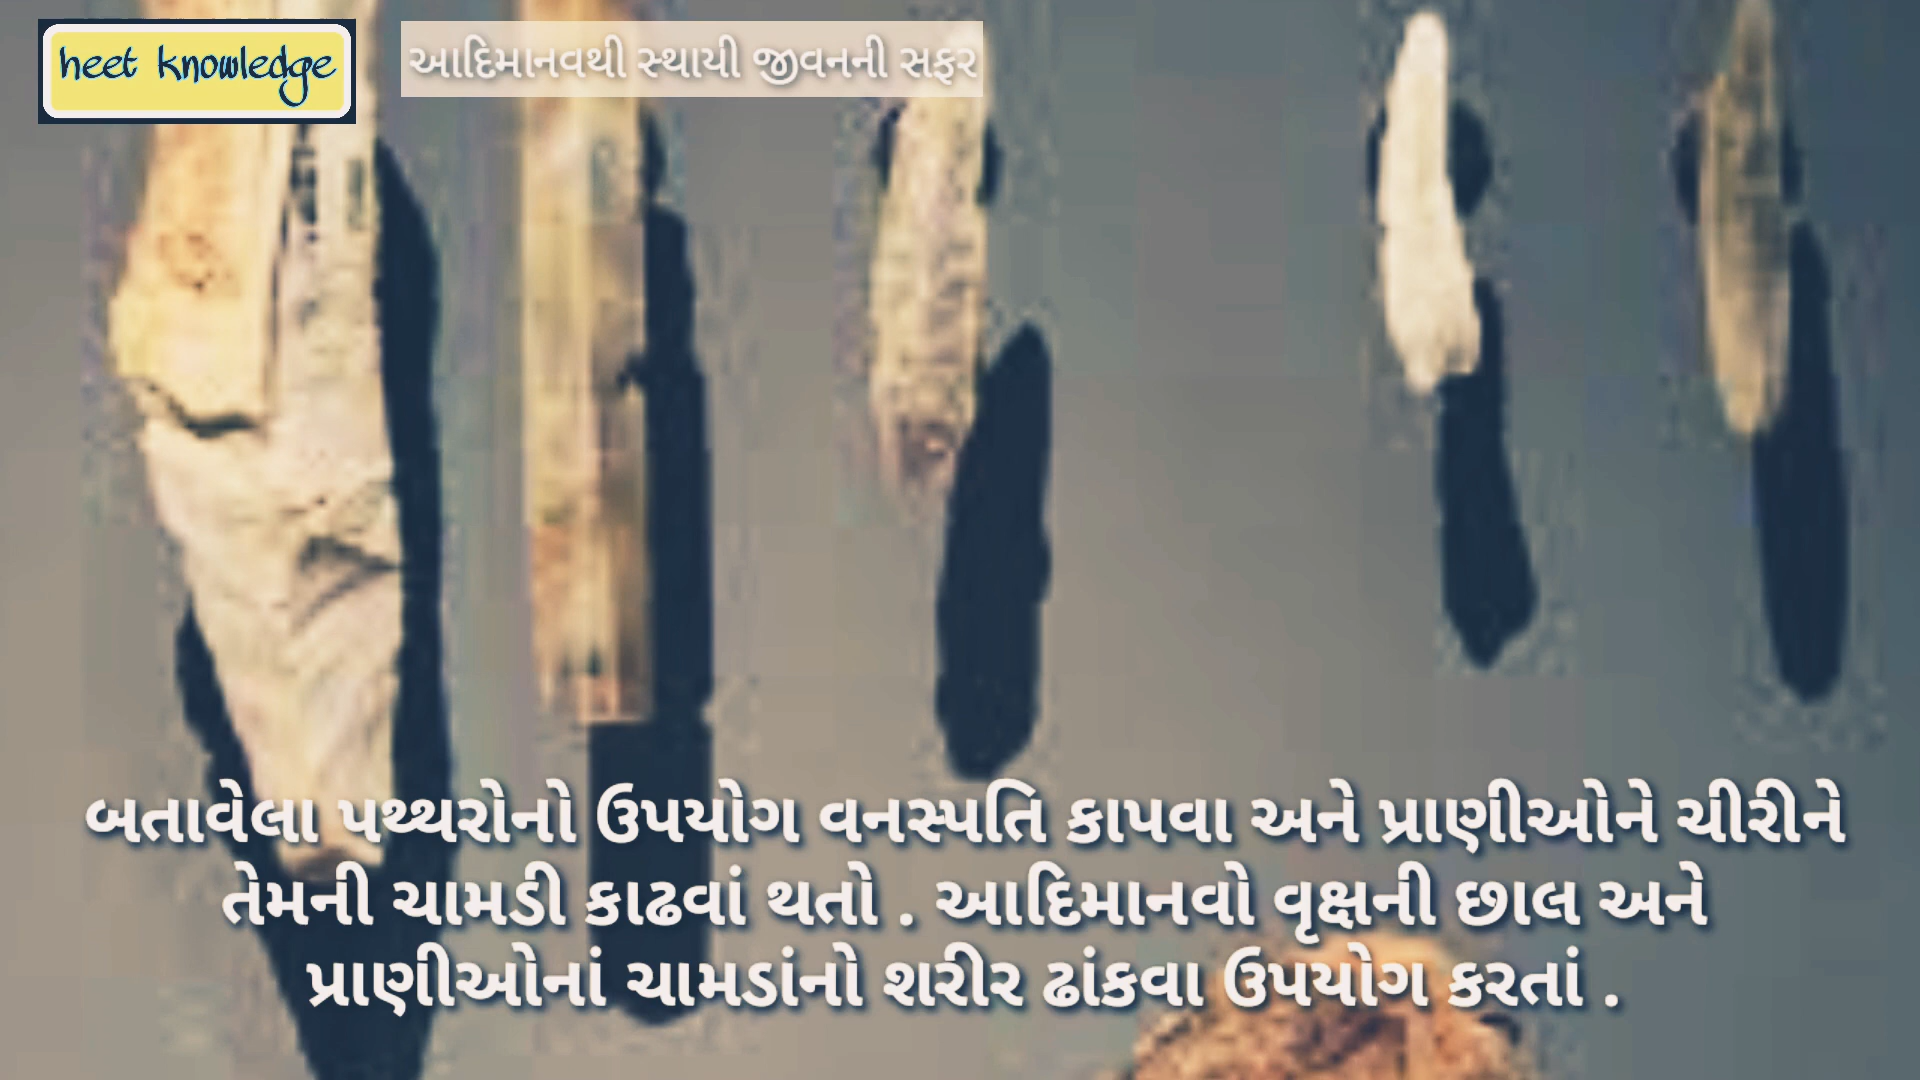 heet knowledge
આદિમાનવથી સ્થાયી જીવનની સફર
બતાવેલા પથ્થરોનો ઉપયોગ વનસ્પતિ કાપવા અને પ્રાણીઓને ચીરીને
તેમની ચામડી કાઢવાં થતો . આદિમાનવો વૃક્ષની છાલ અને
પ્રાણીઓનાં ચામડાંનો શરીર ઢાંકવા ઉપયોગ કરતાં .